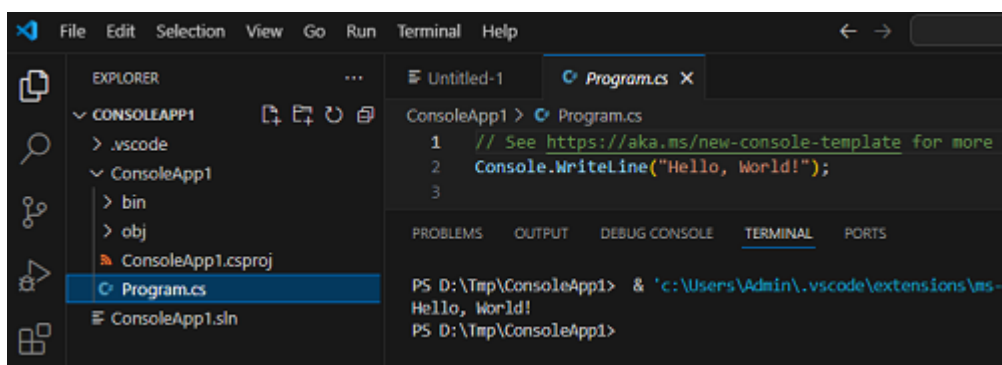 File Edit Selection View Go Run Terminal Help
EXPLORER
CONSOLEAPP1
.vscode
ConsoleApp1
bin
obj
ConsoleApp1.csproj
Program.cs
ConsoleApp1.sln
Untitled-1 Program.cs
ConsoleApp1 > Program.cs
1 // See https://aka.ms/new-console-template for more
2 Console.WriteLine("Hello, World!");
3
PROBLEMS OUTPUT DEBUG CONSOLE TERMINAL PORTS
PS D:\Tmp\ConsoleApp1> & 'c:\Users\Admin\.vscode\extensions\ms-
Hello, World!
PS D:\Tmp\ConsoleApp1>